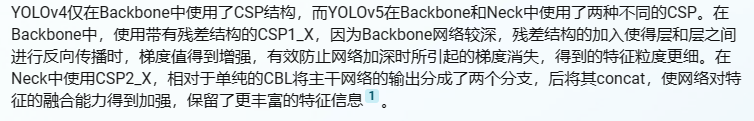 YOLOv4仅在Backbone中使用了CSP结构，而YOLOv5在Backbone和Neck中使用了两种不同的CSP。在
Backbone中，使用带有残差结构的CSP1_X，因为Backbone网络较深，残差结构的加入使得层和层之间
进行反向传播时，梯度值得到增强，有效防止网络加深时所引起的梯度消失，得到的特征粒度更细。在
Neck中使用CSP2_X，相对于单纯的CBL将主干网络的输出分成了两个分支，后将其concat，使网络对特
征的融合能力得到加强，保留了更丰富的特征信息 1 。